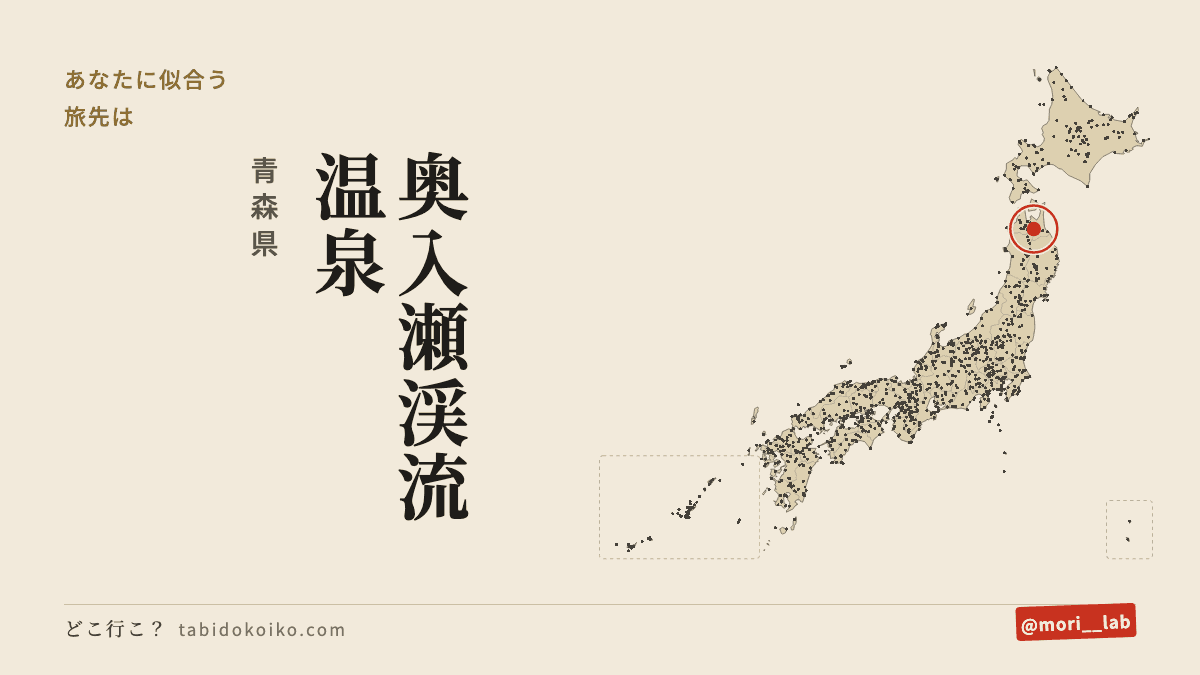 あなたに似合う
旅先は
奥入瀬渓流
温泉
青森県
どこ行こ？ tabidokoiko.com
@mori__lab